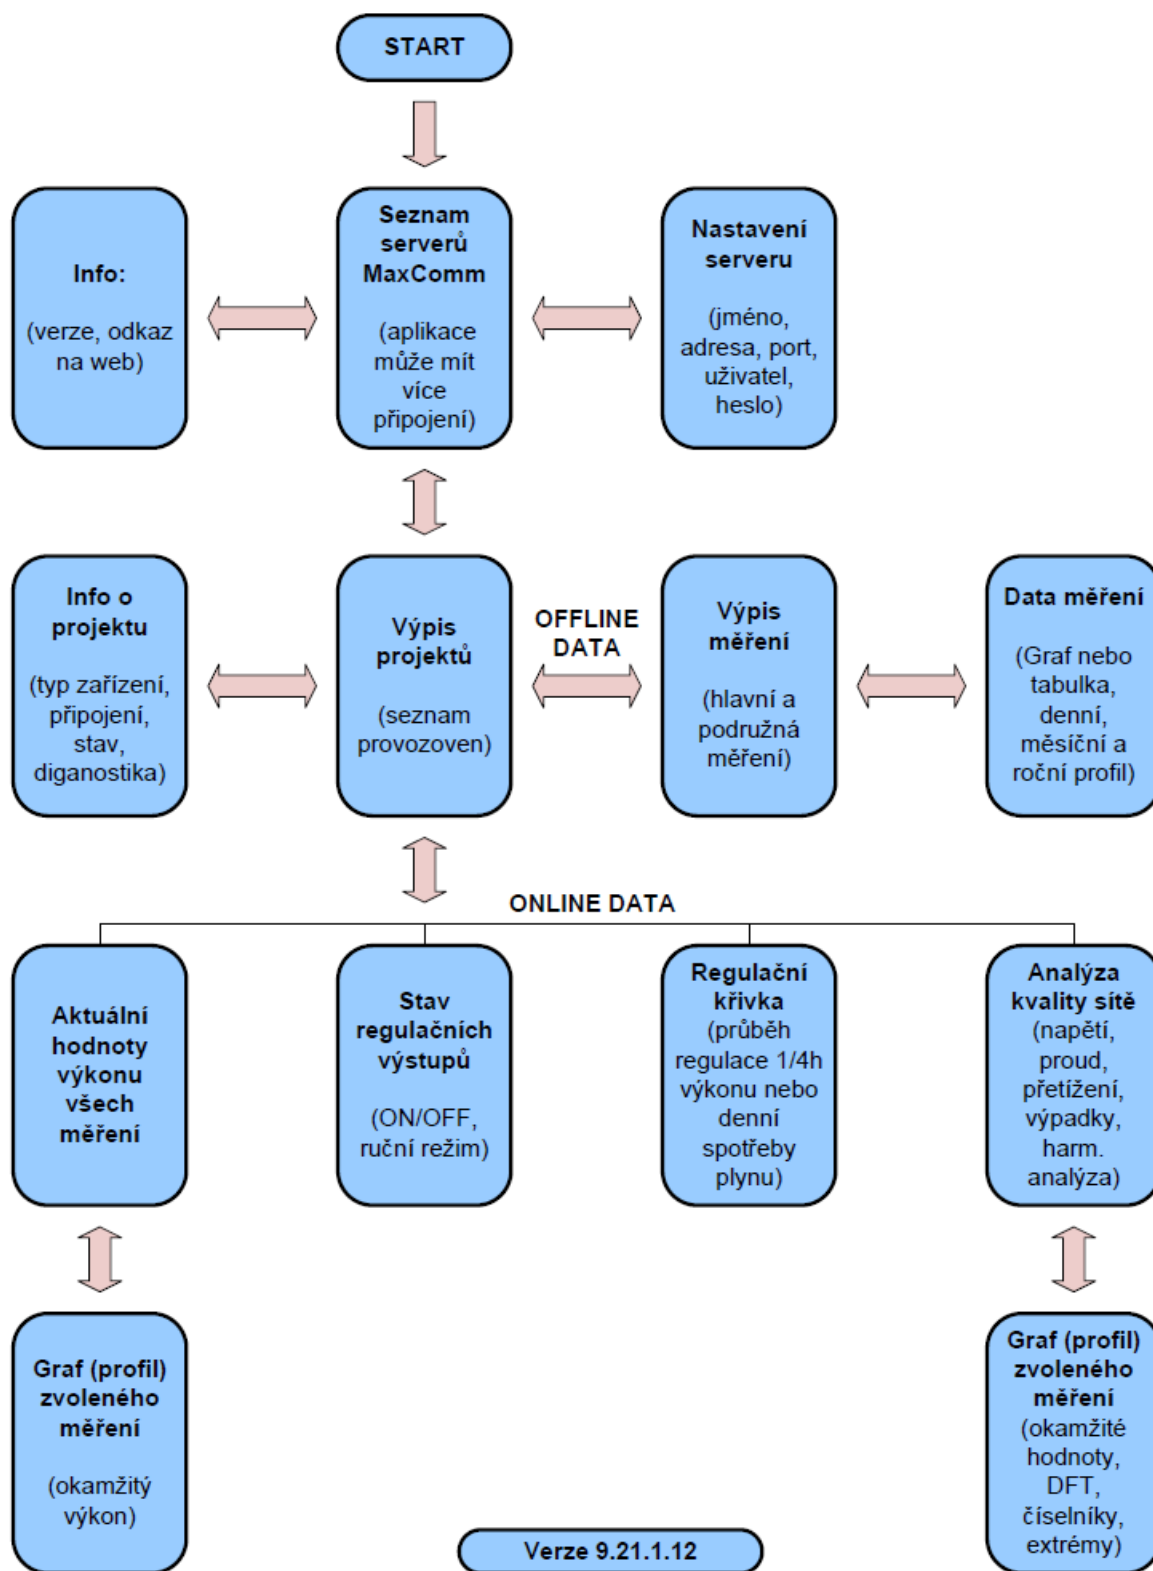 START
Info:
(verze, odkaz
na web)
Seznam
serverů
MaxComm
(aplikace
může mít
více
připojení)
Nastavení
serveru
(jméno,
adresa, port,
uživatel,
heslo)
Info o
projektu
(typ zařízení,
připojení,
stav,
diganostika)
Výpis
projektů
(seznam
provozoven)
OFFLINE
DATA
Výpis
měření
(hlavní a
podružná
měření)
Data měření
(Graf nebo
tabulka,
denní,
měsíční a
roční profil)
ONLINE DATA
Aktuální
hodnoty
výkonu
všech
měření
Stav
regulačních
výstupů
(ON/OFF,
ruční režim)
Regulační
křivka
(průběh
regulace 1/4h
výkonu nebo
denní
spotřeby
plynu)
Analýza
kvality sítě
(napětí,
proud,
přetížení,
výpadky,
harm.
analýza)
Graf (profil)
zvoleného
měření
(okamžitý
výkon)
Graf (profil)
zvoleného
měření
(okamžité
hodnoty,
DFT,
číselníky,
extrémy)
Verze 9.21.1.12